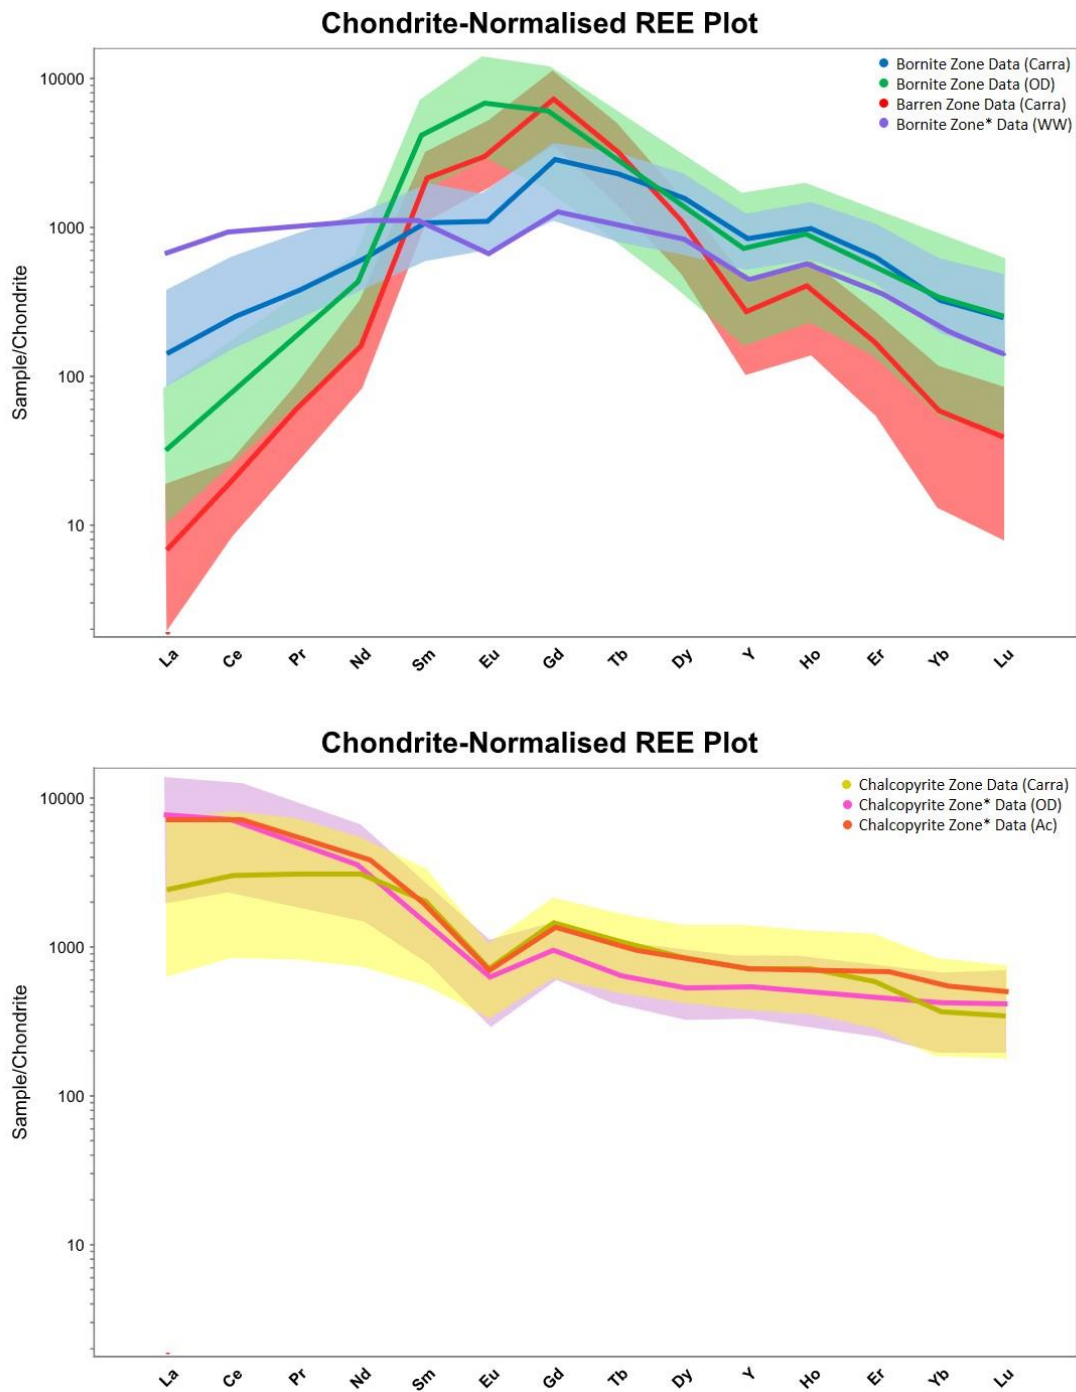 Chondrite-Normalised REE Plot
Bornite Zone Data (Carra)
Bornite Zone Data (OD)
Barren Zone Data (Carra)
Bornite Zone* Data (WW)
Sample/Chondrite
10000
1000
100
10
La Ce Pr Nd Sm Eu Gd Tb Dy Y Ho Er Yb Lu
Chondrite-Normalised REE Plot
Chalcopyrite Zone Data (Carra)
Chalcopyrite Zone* Data (OD)
Chalcopyrite Zone* Data (Ac)
Sample/Chondrite
10000
1000
100
10
La Ce Pr Nd Sm Eu Gd Tb Dy Y Ho Er Yb Lu